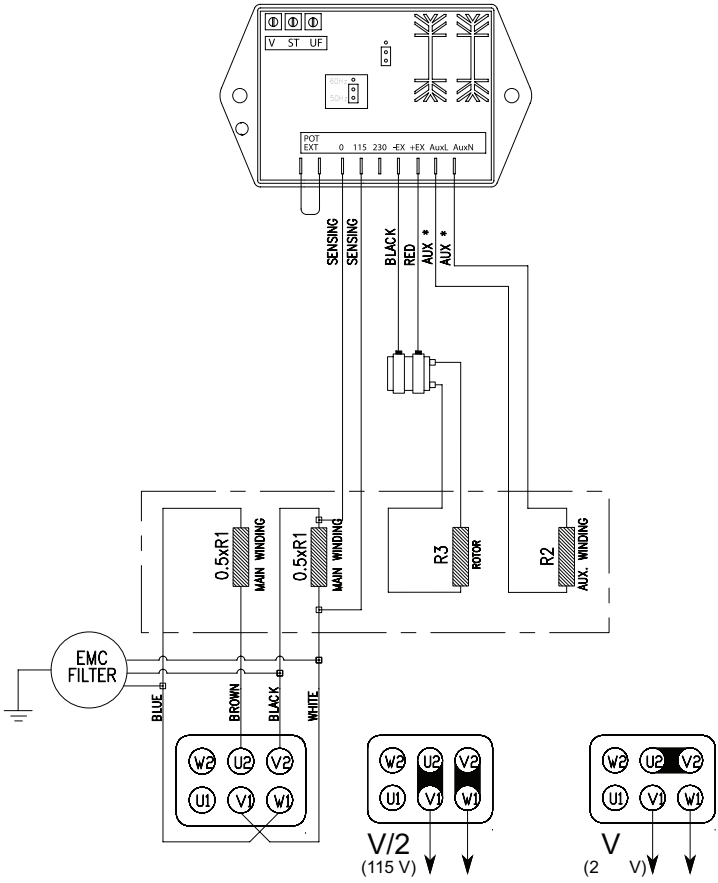 V ST UF
60Hz
50Hz
POT
EXT 0 115 230 -EX +EX AuxL AuxN
SENSING
SENSING
BLACK
RED
AUX *
AUX *
0.5xR1
MAIN WINDING
0.5xR1
MAIN WINDING
R3
ROTOR
R2
AUX. WINDING
EMC
FILTER
BLUE
BROWN
BLACK
WHITE
W2 U2 V2
U1 V1 W1
W2 U2 V2
U1 V1 W1
V/2
(115 V)
W2 U2 V2
U1 V1 W1
V
(2 V)